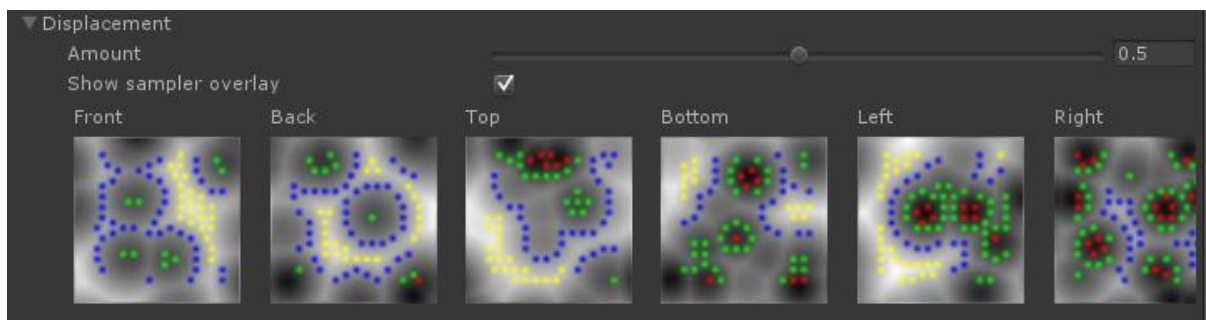 Displacement
Amount 0.5
Show sampler overlay
Front Back Top Bottom Left Right